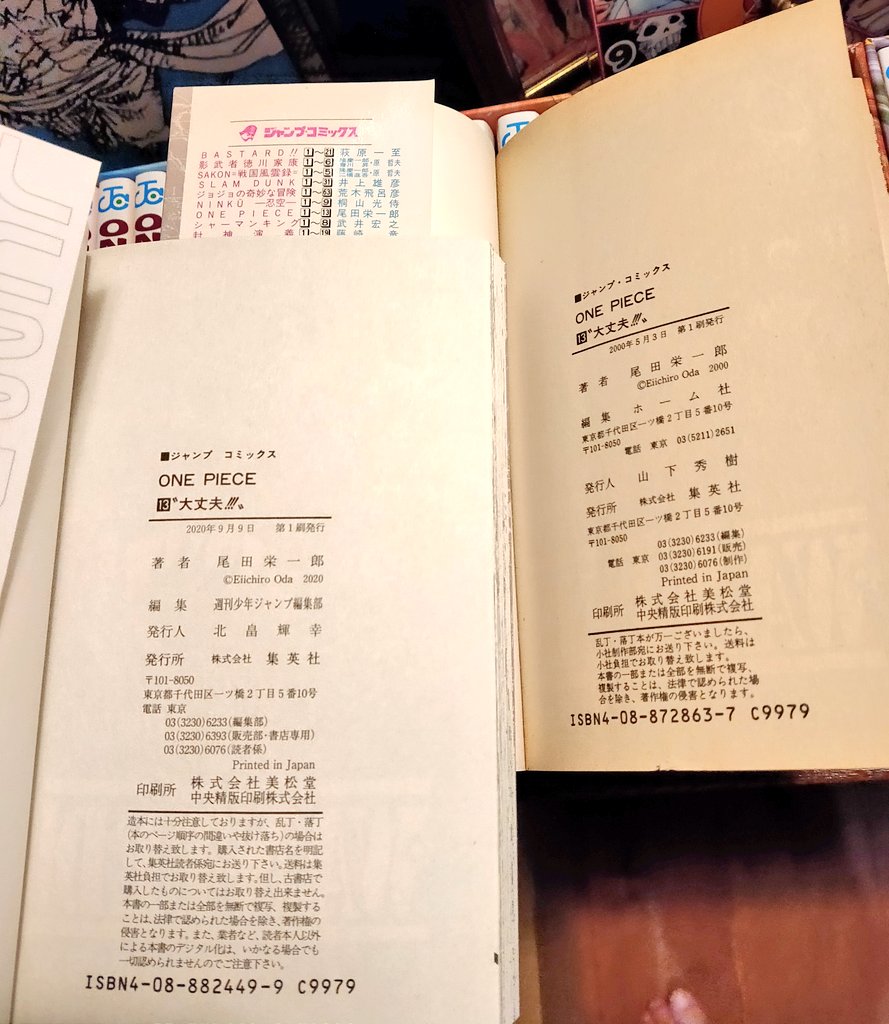 ジャンプコミックス
BASTARD!! 1〜21 萩原一至
影武者徳川家康 1〜6 原 哲夫
SAKON=戦国風雲録= 1〜5 原 哲夫
SLAM DUNK 1〜31 井上雄彦
ジョジョの奇妙な冒険 1〜63 荒木飛呂彦
NINKŪ —忍空— 1〜9 桐山光侍
ONE PIECE 1〜13 尾田栄一郎
シャーマンキング 1〜8 武井宏之
封神演義 1〜19 藤崎 竜
■ジャンプ コミックス
ONE PIECE
13〝大丈夫!!!〟
2020年9月9日 第1刷発行
著者 尾田栄一郎
©Eiichiro Oda 2020
編集 週刊少年ジャンプ編集部
発行人 北畠輝幸
発行所 株式会社 集英社
〒101-8050
東京都千代田区一ツ橋2丁目5番10号
電話 東京
03(3230)6233(編集部)
03(3230)6393(販売部・書店専用)
03(3230)6076(読者係)
Printed in Japan
印刷所 株式会社美松堂
中央精版印刷株式会社
造本には十分注意しておりますが、乱丁・落丁
(本のページ順序の間違いや抜け落ち)の場合は
お取り替え致します。購入された書店名を明記
して、集英社読者係宛にお送り下さい。送料は集
英社負担でお取り替え致します。但し、古書店で
購入したものについてはお取り替え出来ません。
本書の一部または全部を無断で複写、複製する
ことは、法律で認められた場合を除き、著作権の
侵害となります。また、業者など、読者本人以外
による本書のデジタル化は、いかなる場合でも
一切認められませんのでご注意下さい。
ISBN4-08-882449-9 C9979
■ジャンプ・コミックス
ONE PIECE
13〝大丈夫!!!〟
2000年5月3日 第1刷発行
著者 尾田栄一郎
©Eiichiro Oda 2000
編集 ホーム社
東京都千代田区一ツ橋2丁目5番10号
〒101-8050 電話 東京 03(5211)2651
発行人 山下秀樹
発行所 株式会社 集英社
東京都千代田区一ツ橋2丁目5番10号
〒101-8050
03(3230)6233(編集)
電話 東京 03(3230)6191(販売)
03(3230)6076(制作)
Printed in Japan
印刷所 株式会社美松堂
中央精版印刷株式会社
乱丁・落丁本が万一ございましたら、
小社制作部宛にお送り下さい。送料は
小社負担でお取り替え致します。
本書の一部または全部を無断で複写、
複製することは、法律で認められた場
合を除き、著作権の侵害となります。
ISBN4-08-872863-7 C9979